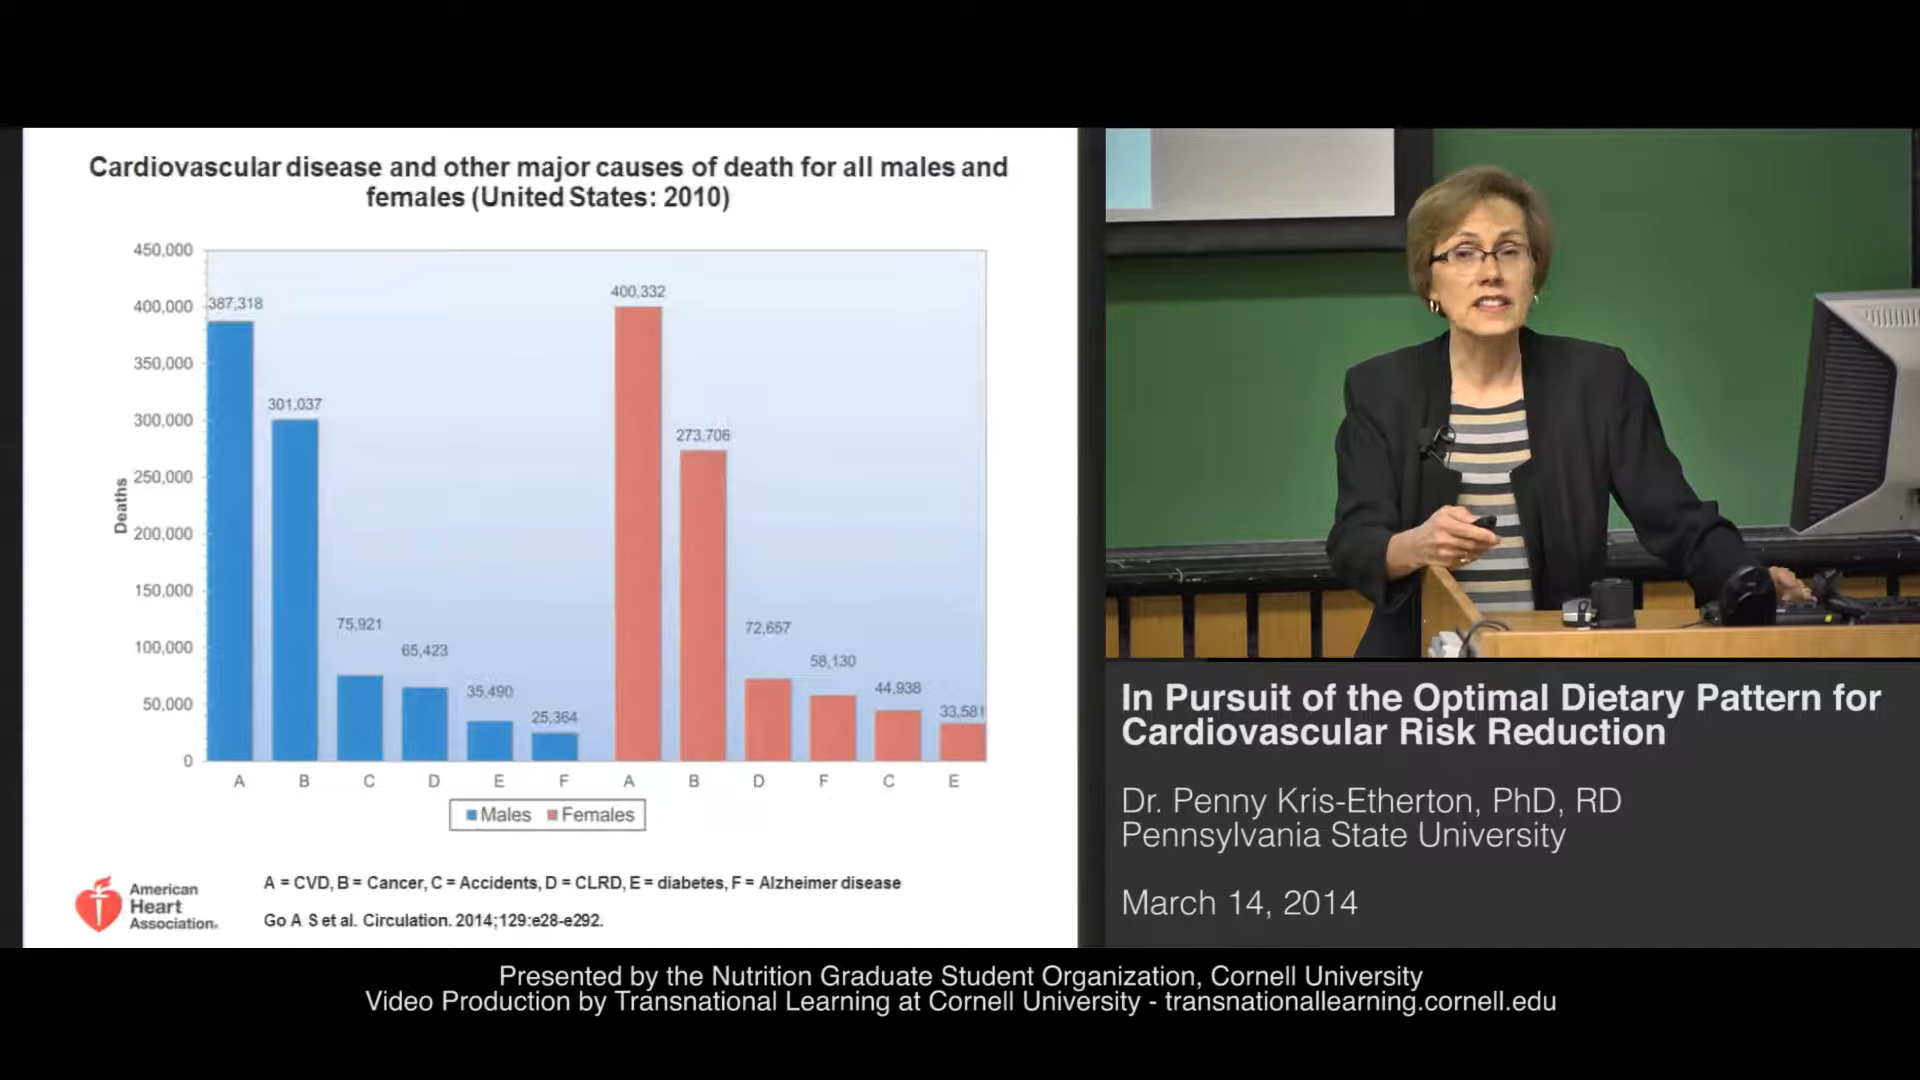 Cardiovascular disease and other major causes of death for all males and
females (United States: 2010)
450,000
400,000
350,000
300,000
250,000
200,000
150,000
100,000
50,000
0
Deaths
387,318
301,037
75,921
65,423
35,490
25,364
400,332
273,706
72,657
58,130
44,938
33,581
A B C D E F A B D F C E
Males Females
American
Heart
Association®
A = CVD, B = Cancer, C = Accidents, D = CLRD, E = diabetes, F = Alzheimer disease
Go A S et al. Circulation. 2014;129:e28-e292.
In Pursuit of the Optimal Dietary Pattern for
Cardiovascular Risk Reduction
Dr. Penny Kris-Etherton, PhD, RD
Pennsylvania State University
March 14, 2014
Presented by the Nutrition Graduate Student Organization, Cornell University
Video Production by Transnational Learning at Cornell University - transnationallearning.cornell.edu